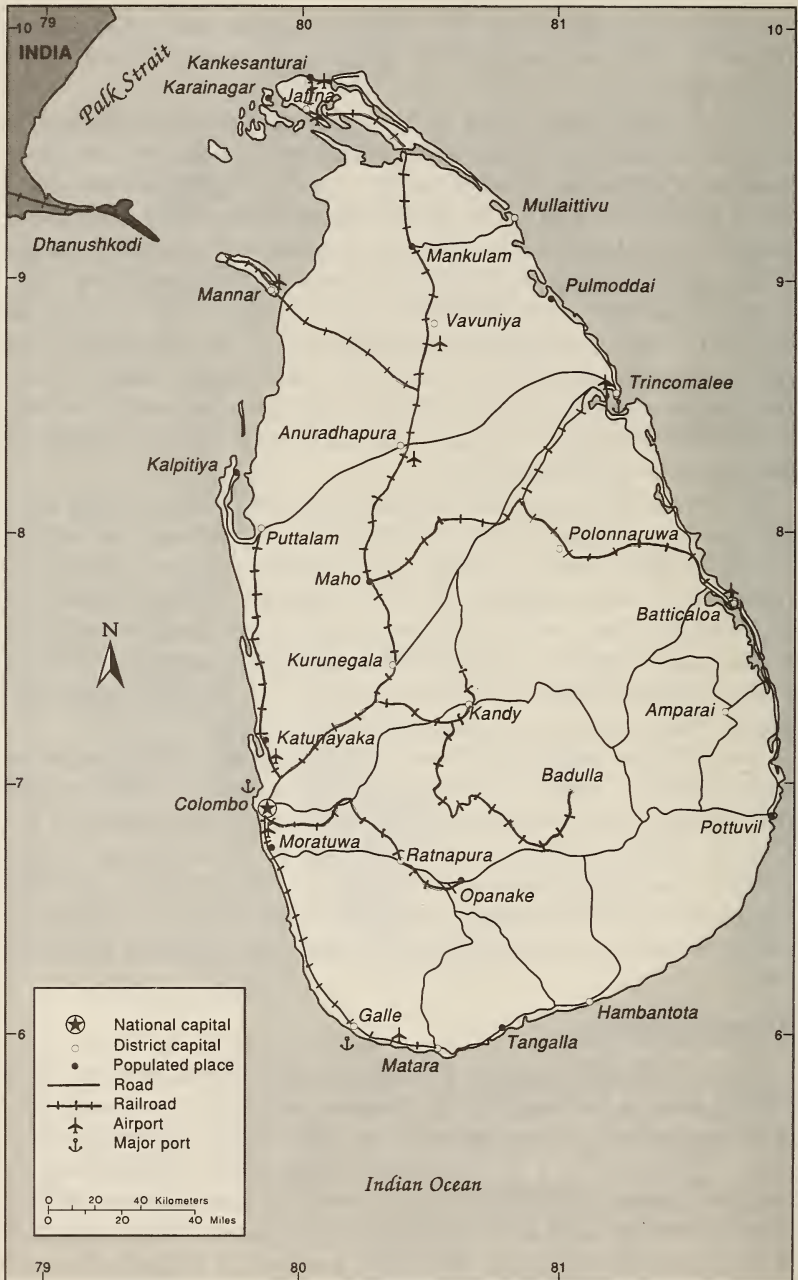 79
80
81
10
10
INDIA
Palk Strait
Kankesanturai
Karainagar
Jaffna
Mullaittivu
Dhanushkodi
Mankulam
9
9
Pulmoddai
Mannar
Vavuniya
Trincomalee
Anuradhapura
Kalpitiya
8
8
Puttalam
Polonnaruwa
Maho
Batticaloa
N
Kurunegala
Kandy
Amparai
Katunayaka
Badulla
7
7
Colombo
Pottuvil
Moratuwa
Ratnapura
Opanake
Hambantota
Galle
6
6
Tangalla
Matara
National capital
District capital
Populated place
Road
Railroad
Airport
Major port
0 20 40 Kilometers
0 20 40 Miles
Indian Ocean
79
80
81